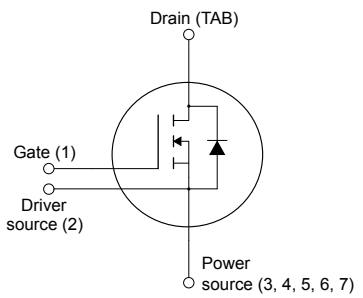 Drain (TAB)
Gate (1)
Driver
source (2)
Power
source (3, 4, 5, 6, 7)